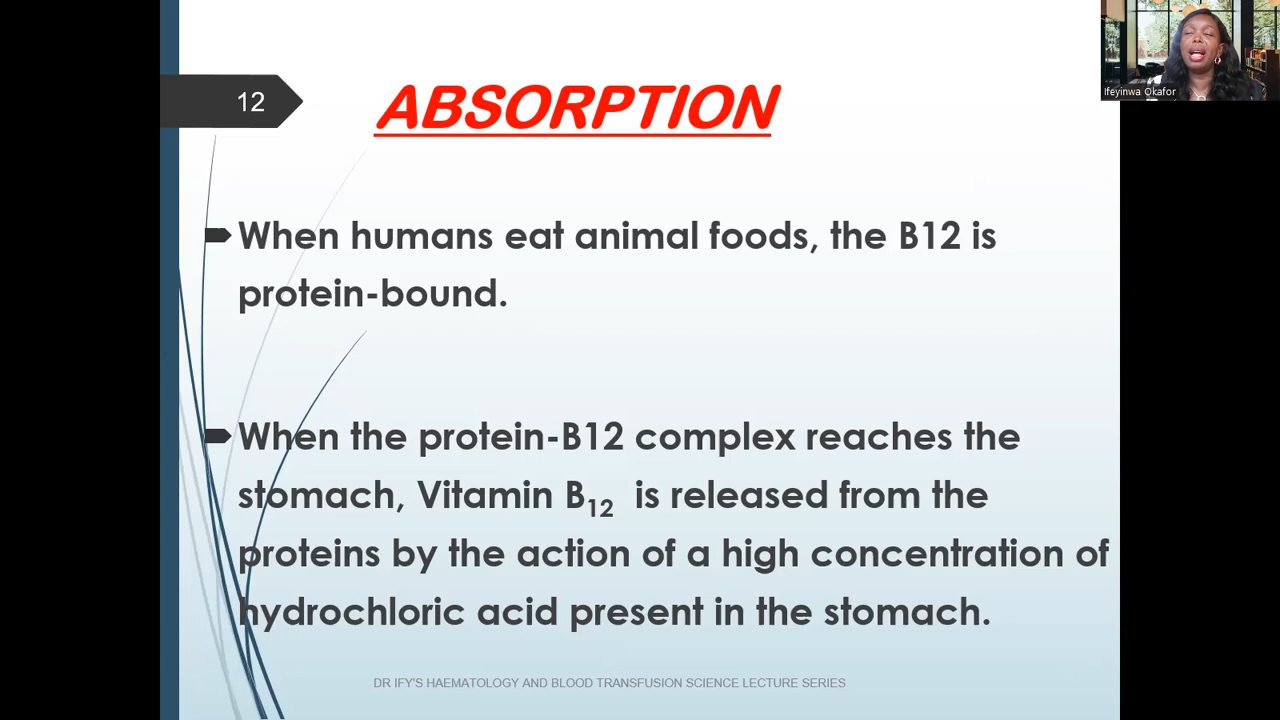 12
ABSORPTION
Ifeyinwa Okafor
When humans eat animal foods, the B12 is
protein-bound.
When the protein-B12 complex reaches the
stomach, Vitamin B₁₂ is released from the
proteins by the action of a high concentration of
hydrochloric acid present in the stomach.
DR IFY'S HAEMATOLOGY AND BLOOD TRANSFUSION SCIENCE LECTURE SERIES